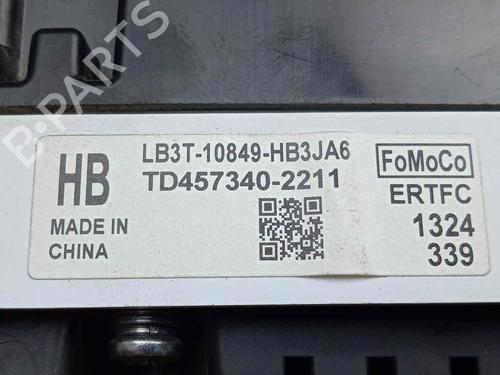 B-PARTS
HB
LB3T-10849-HB3JA6
TD457340-2211
MADE IN
CHINA
FoMoCo
ERTFC
1324
339